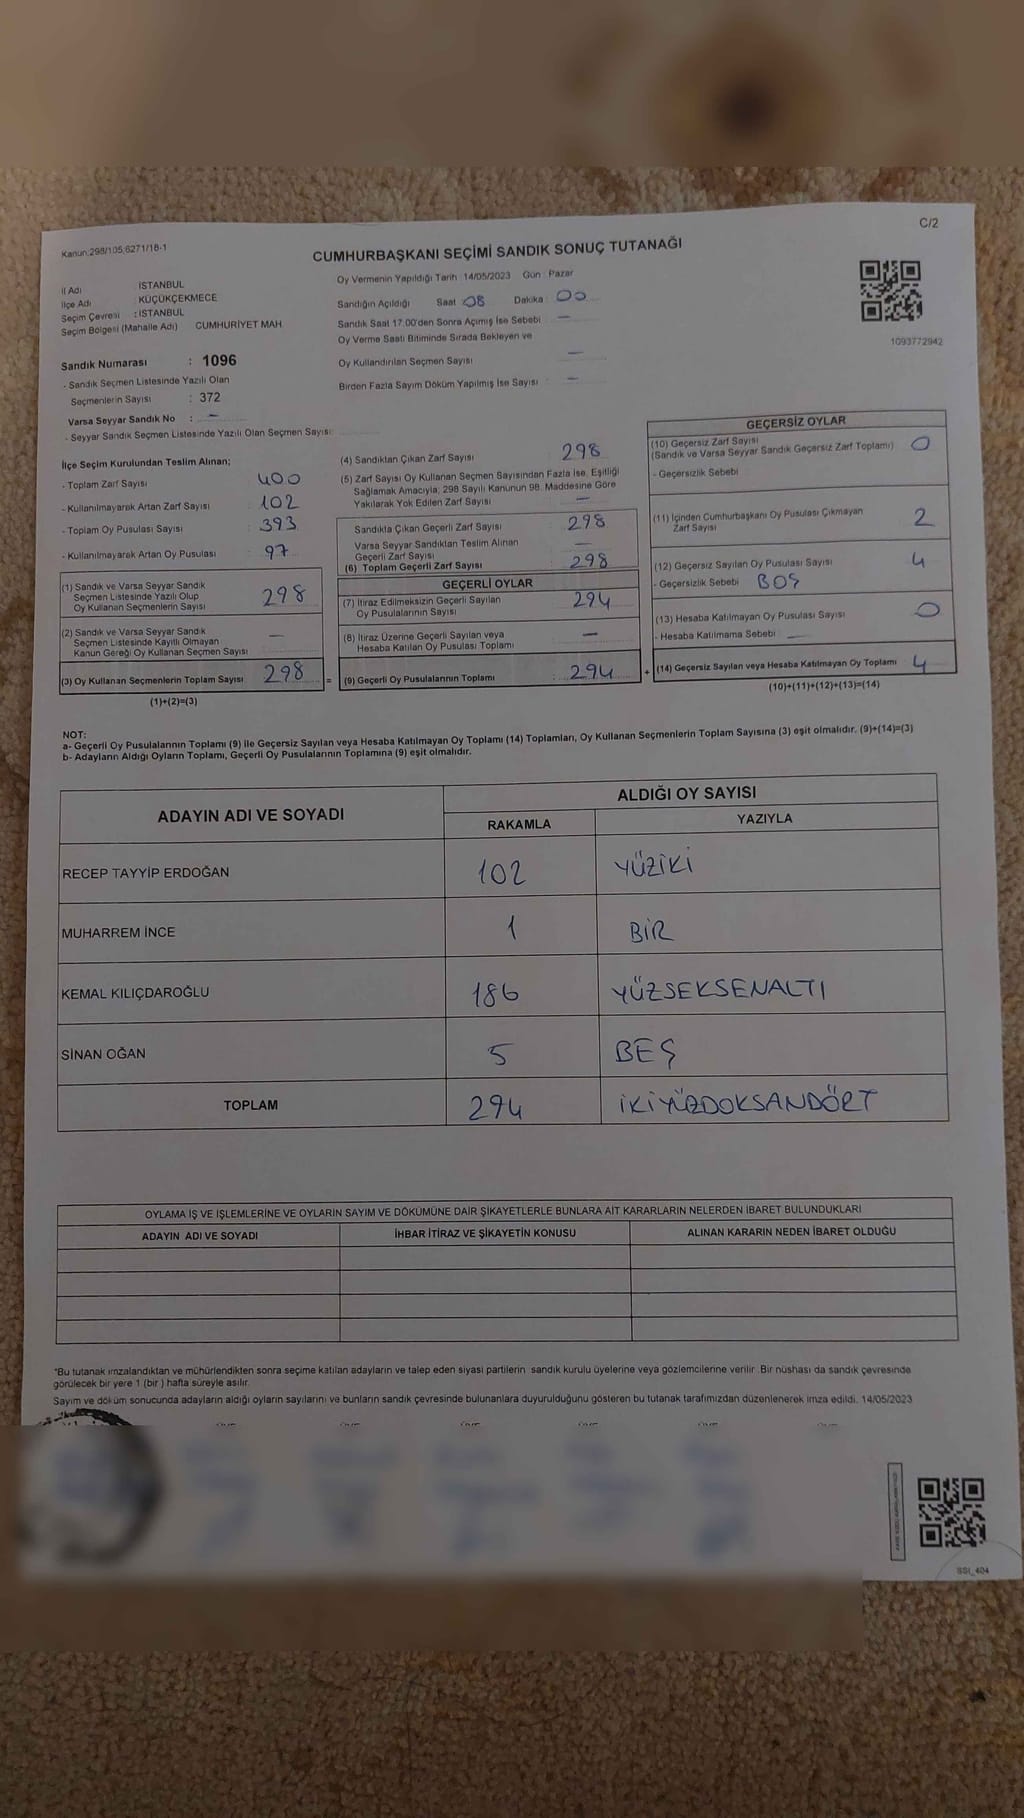 C/2
Kanun:298/105,6271/18-1
CUMHURBAŞKANI SEÇİMİ SANDIK SONUÇ TUTANAĞI
İl Adı : İSTANBUL
İlçe Adı : KÜÇÜKÇEKMECE
Seçim Çevresi : İSTANBUL
Seçim Bölgesi (Mahalle Adı) CUMHURİYET MAH
Oy Vermenin Yapıldığı Tarih : 14/05/2023 Gün : Pazar
Sandığın Açıldığı Saat 08 Dakika : 00
Sandık Saat 17.00'den Sonra Açımış İse Sebebi : —
Oy Verme Saati Bitiminde Sırada Bekleyen ve
Oy Kullandırılan Seçmen Sayısı —
Birden Fazla Sayım Döküm Yapılmış İse Sayısı : —
1093772942
Sandık Numarası : 1096
- Sandık Seçmen Listesinde Yazılı Olan
Seçmenlerin Sayısı : 372
Varsa Seyyar Sandık No : —
- Seyyar Sandık Seçmen Listesinde Yazılı Olan Seçmen Sayısı:
İlçe Seçim Kurulundan Teslim Alınan;
- Toplam Zarf Sayısı : 400
- Kullanılmayarak Artan Zarf Sayısı : 102
- Toplam Oy Pusulası Sayısı : 393
- Kullanılmayarak Artan Oy Pusulası : 97
(1) Sandık ve Varsa Seyyar Sandık
Seçmen Listesinde Yazılı Olup
Oy Kullanan Seçmenlerin Sayısı : 298
(2) Sandık ve Varsa Seyyar Sandık
Seçmen Listesinde Kayıtlı Olmayan
Kanun Gereği Oy Kullanan Seçmen Sayısı —
(3) Oy Kullanan Seçmenlerin Toplam Sayısı : 298 =
(1)+(2)=(3)
(4) Sandıktan Çıkan Zarf Sayısı : 298
(5) Zarf Sayısı Oy Kullanan Seçmen Sayısından Fazla İse, Eşitliği
Sağlamak Amacıyla, 298 Sayılı Kanunun 98. Maddesine Göre
Yakılarak Yok Edilen Zarf Sayısı : —
Sandıkta Çıkan Geçerli Zarf Sayısı : 298
Varsa Seyyar Sandıktan Teslim Alınan
Geçerli Zarf Sayısı —
(6) Toplam Geçerli Zarf Sayısı : 298
GEÇERLİ OYLAR
(7) İtiraz Edilmeksizin Geçerli Sayılan
Oy Pusulalarının Sayısı : 294
(8) İtiraz Üzerine Geçerli Sayılan veya
Hesaba Katılan Oy Pusulası Toplamı : —
(9) Geçerli Oy Pusulalarının Toplamı : 294 +
GEÇERSİZ OYLAR
(10) Geçersiz Zarf Sayısı
(Sandık ve Varsa Seyyar Sandık Geçersiz Zarf Toplamı) : 0
- Geçersizlik Sebebi
(11) İçinden Cumhurbaşkanı Oy Pusulası Çıkmayan
Zarf Sayısı 2
(12) Geçersiz Sayılan Oy Pusulası Sayısı : 4
- Geçersizlik Sebebi : BOŞ
(13) Hesaba Katılmayan Oy Pusulası Sayısı : 0
- Hesaba Katılmama Sebebi : —
(14) Geçersiz Sayılan veya Hesaba Katılmayan Oy Toplamı : 4
(10)+(11)+(12)+(13)=(14)
NOT:
a- Geçerli Oy Pusulalarının Toplamı (9) ile Geçersiz Sayılan veya Hesaba Katılmayan Oy Toplamı (14) Toplamları, Oy Kullanan Seçmenlerin Toplam Sayısına (3) eşit olmalıdır. (9)+(14)=(3)
b- Adayların Aldığı Oyların Toplamı, Geçerli Oy Pusulalarının Toplamına (9) eşit olmalıdır.
ADAYIN ADI VE SOYADI ALDIĞI OY SAYISI
RAKAMLA YAZIYLA
RECEP TAYYİP ERDOĞAN 102 YÜZİKİ
MUHARREM İNCE 1 BİR
KEMAL KILIÇDAROĞLU 186 YÜZSEKSENALTI
SİNAN OĞAN 5 BEŞ
TOPLAM 294 İKİYÜZDOKSANDÖRT
OYLAMA İŞ VE İŞLEMLERİNE VE OYLARIN SAYIM VE DÖKÜMÜNE DAİR ŞİKAYETLERLE BUNLARA AİT KARARLARIN NELERDEN İBARET BULUNDUKLARI
ADAYIN ADI VE SOYADI İHBAR İTİRAZ VE ŞİKAYETİN KONUSU ALINAN KARARIN NEDEN İBARET OLDUĞU
*Bu tutanak imzalandıktan ve mühürlendikten sonra seçime katılan adayların ve talep eden siyasi partilerin sandık kurulu üyelerine veya gözlemcilerine verilir. Bir nüshası da sandık çevresinde
görülecek bir yere 1 (bir ) hafta süreyle asılır.
Sayım ve döküm sonucunda adayların aldığı oyların sayılarını ve bunların sandık çevresinde bulunanlara duyurulduğunu gösteren bu tutanak tarafımızdan düzenlenerek imza edildi. 14/05/2023
SSI_404